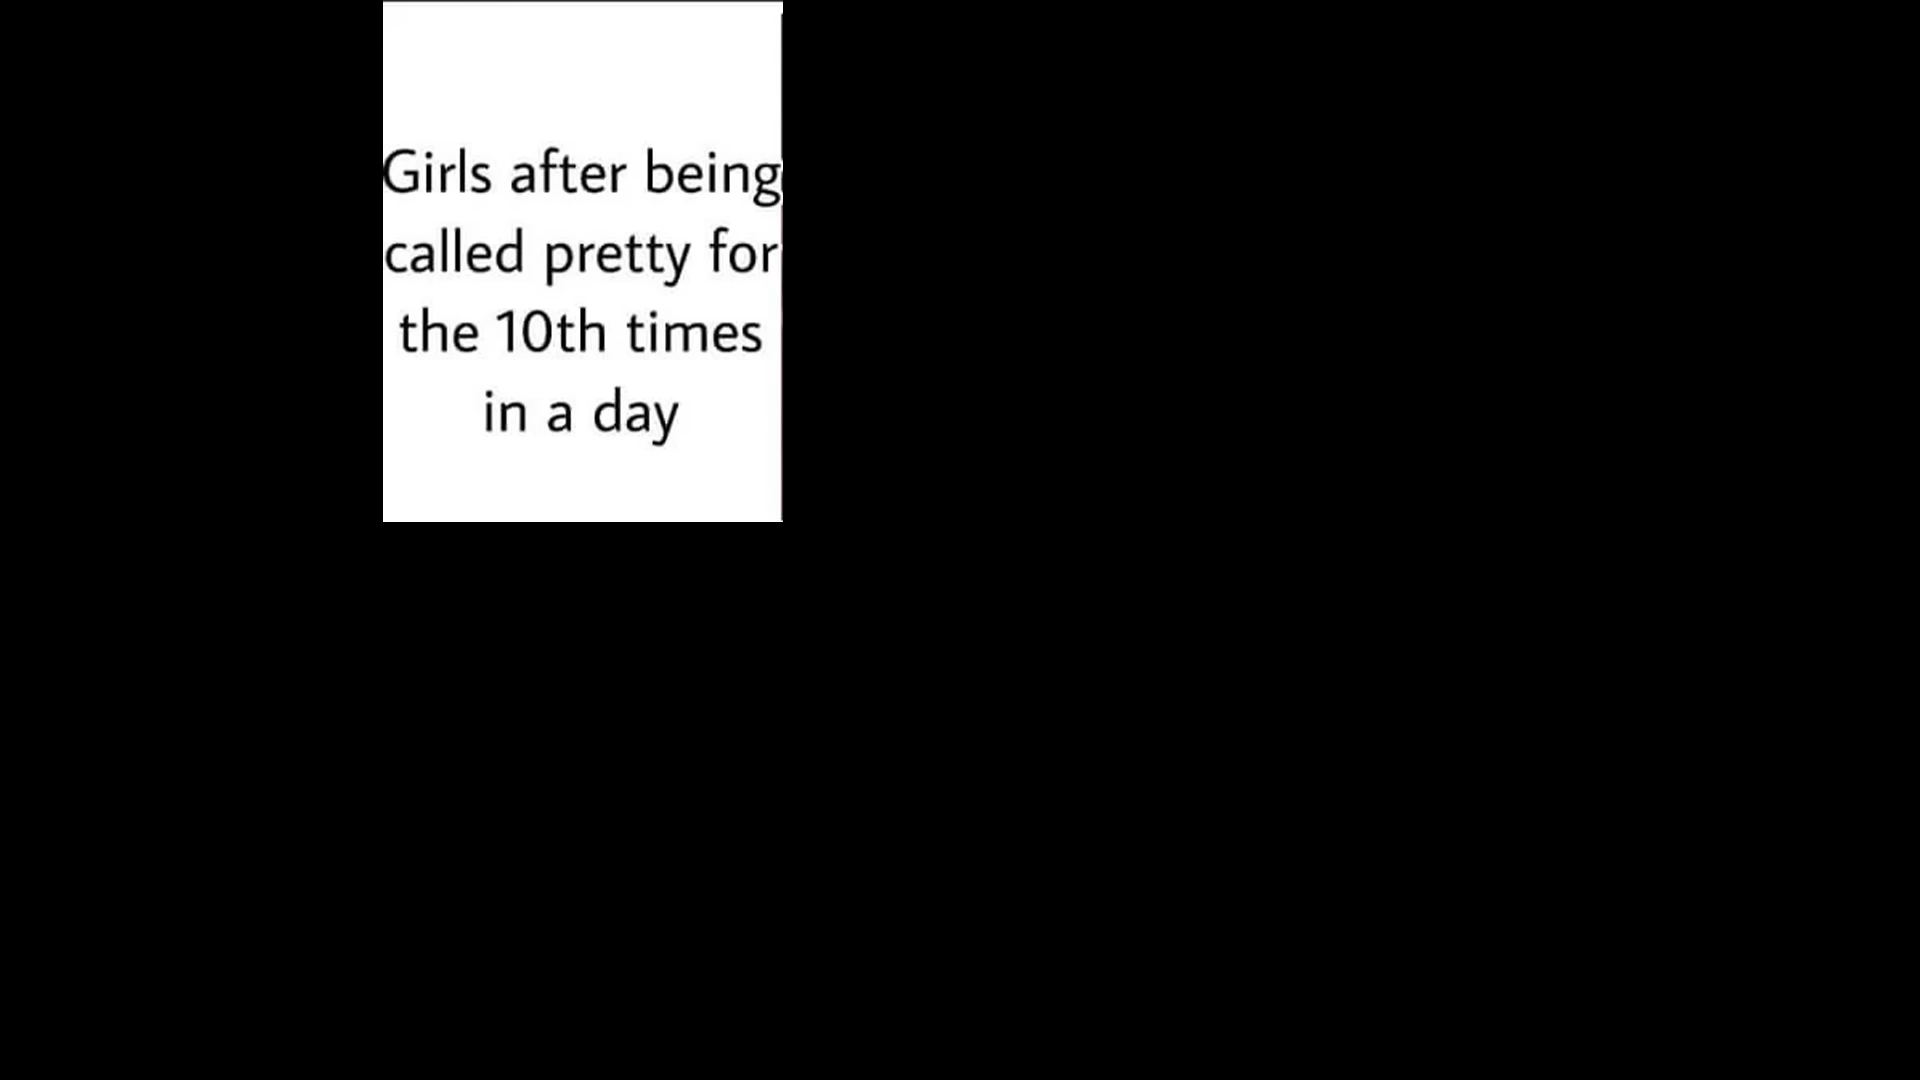 Girls after being
called pretty for
the 10th times
in a day